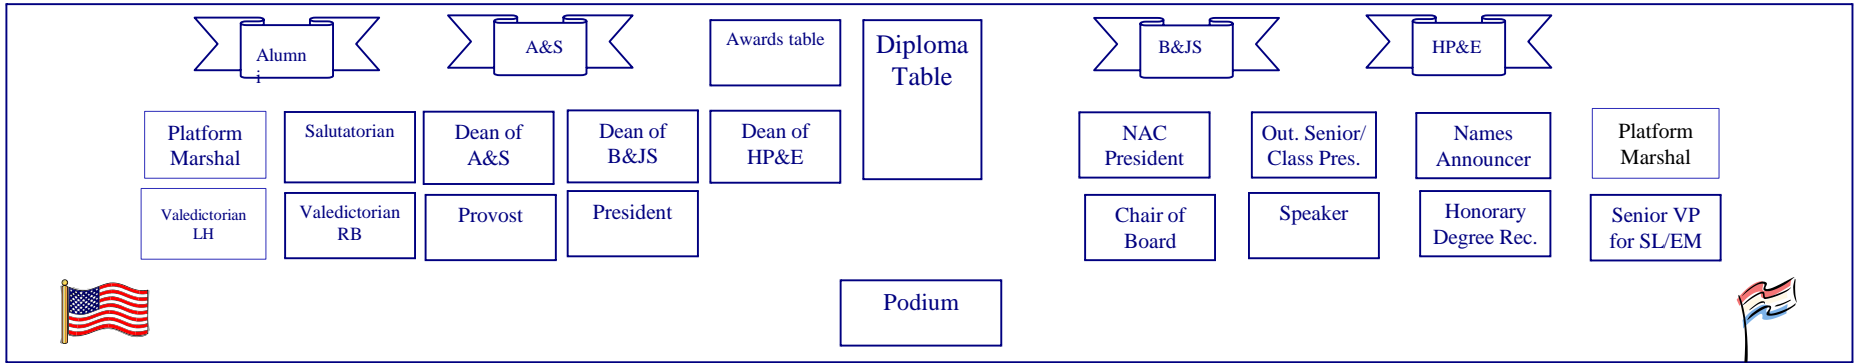 Alumn
i
A&S
Awards table
Diploma
Table
B&JS
HP&E
Platform
Marshal
Salutatorian
Dean of
A&S
Dean of
B&JS
Dean of
HP&E
NAC
President
Out. Senior/
Class Pres.
Names
Announcer
Platform
Marshal
Valedictorian
LH
Valedictorian
RB
Provost
President
Chair of
Board
Speaker
Honorary
Degree Rec.
Senior VP
for SL/EM
Podium